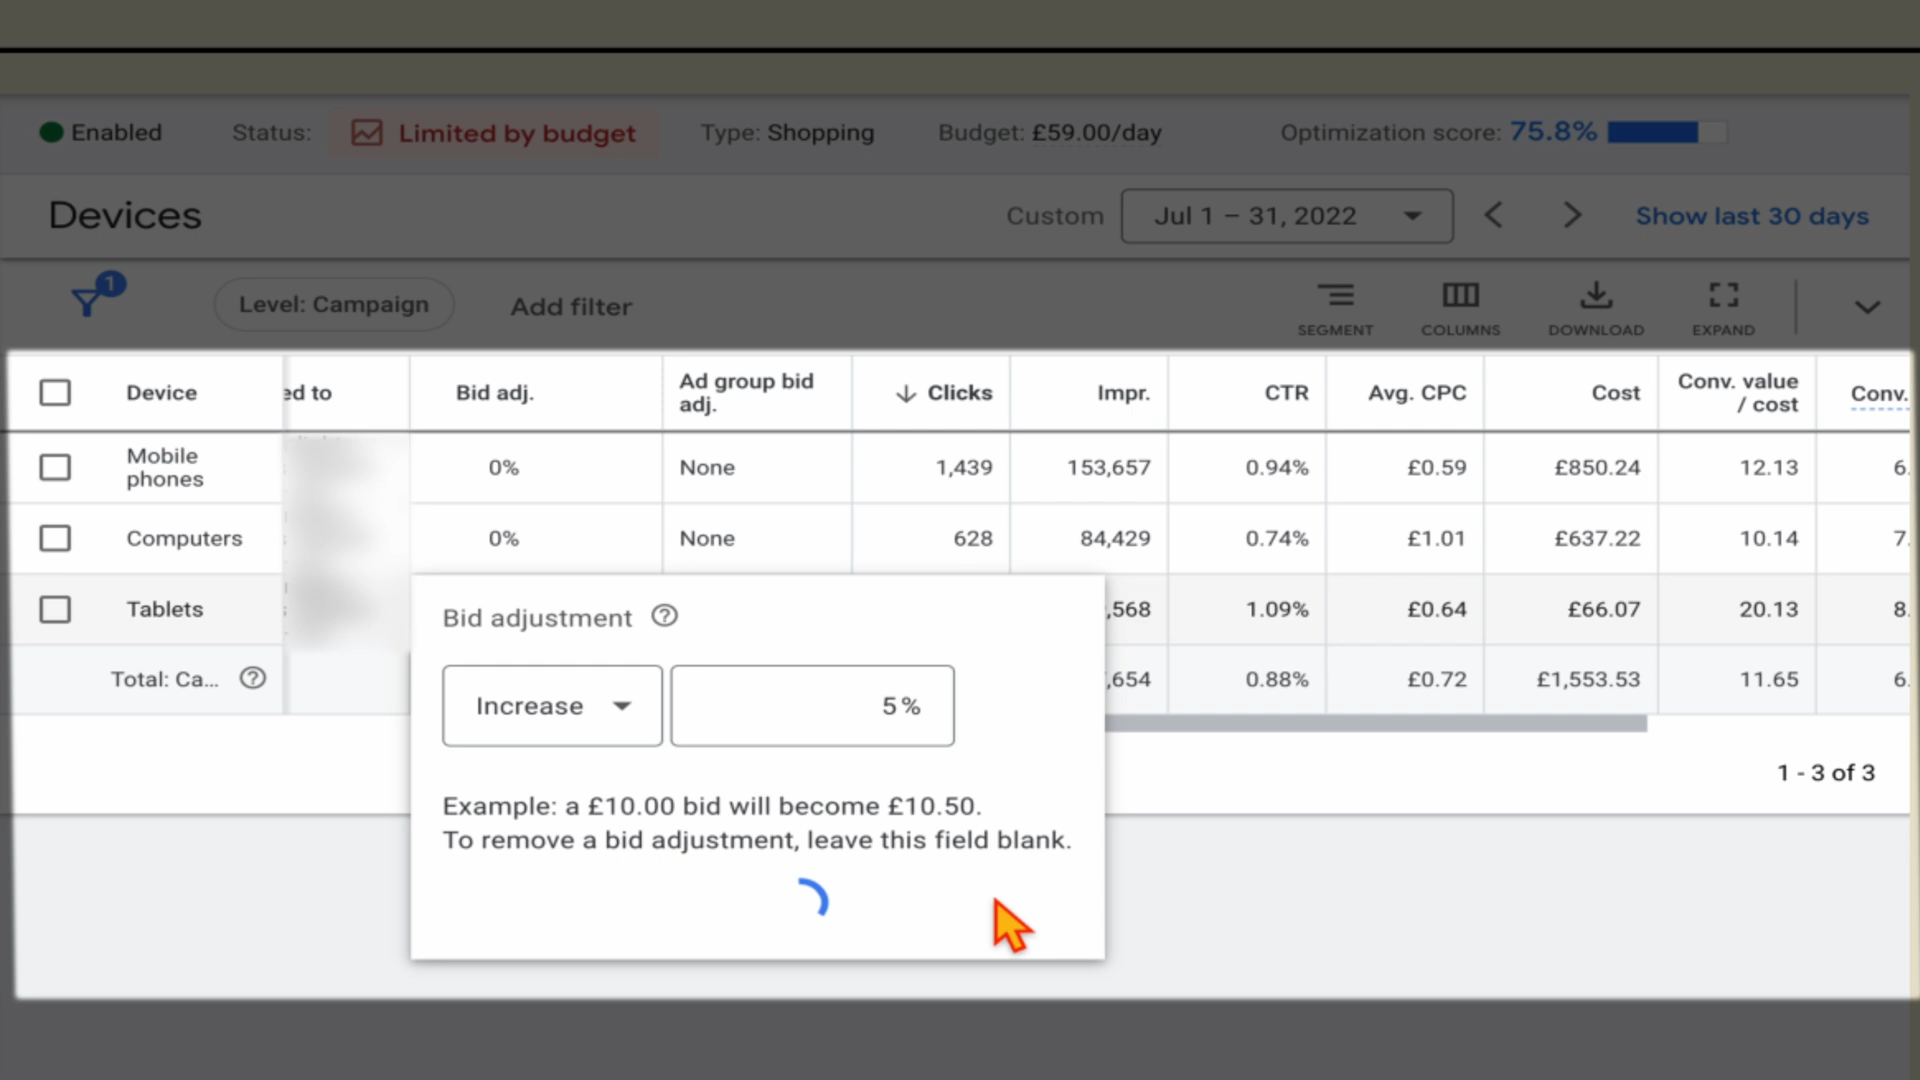 Enabled Status: Limited by budget Type: Shopping Budget: £59.00/day Optimization score: 75.8%
Devices Custom Jul 1 – 31, 2022 Show last 30 days
1
Level: Campaign Add filter SEGMENT COLUMNS DOWNLOAD EXPAND
Device ed to Bid adj. Ad group bid adj. Clicks Impr. CTR Avg. CPC Cost Conv. value / cost Conv.
Mobile phones 0% None 1,439 153,657 0.94% £0.59 £850.24 12.13 6.
Computers 0% None 628 84,429 0.74% £1.01 £637.22 10.14 7.
Tablets ,568 1.09% £0.64 £66.07 20.13 8.
Total: Ca... ,654 0.88% £0.72 £1,553.53 11.65 6.
1 - 3 of 3
Bid adjustment
Increase 5%
Example: a £10.00 bid will become £10.50.
To remove a bid adjustment, leave this field blank.